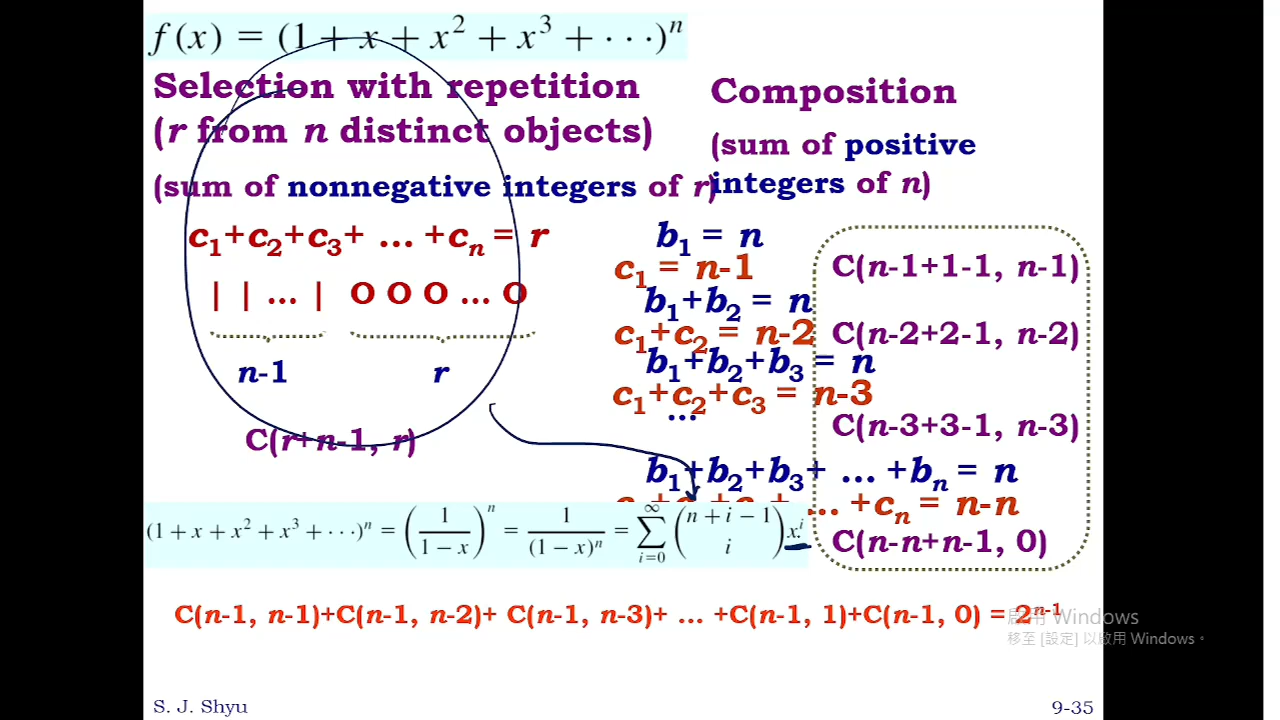 f(x) = (1 + x + x² + x³ + ···)ⁿ
Selection with repetition
(r from n distinct objects)
(sum of nonnegative integers of r)
c₁+c₂+c₃+ … +cₙ = r
| | … | O O O … O
n-1 r
C(r+n-1, r)
Composition
(sum of positive
integers of n)
b₁ = n
c₁ = n-1
C(n-1+1-1, n-1)
b₁+b₂ = n
c₁+c₂ = n-2
C(n-2+2-1, n-2)
b₁+b₂+b₃ = n
c₁+c₂+c₃ = n-3
…
C(n-3+3-1, n-3)
b₁+b₂+b₃+ … +bₙ = n
… +cₙ = n-n
C(n-n+n-1, 0)
(1 + x + x² + x³ + ···)ⁿ = (1/(1 − x))ⁿ = 1/(1 − x)ⁿ = ∑_{i=0}^{∞} (n + i − 1 over i) xⁱ
C(n-1, n-1)+C(n-1, n-2)+ C(n-1, n-3)+ … +C(n-1, 1)+C(n-1, 0) = 2ⁿ⁻¹
啟用 Windows
移至 [設定] 以啟用 Windows。
S. J. Shyu
9-35